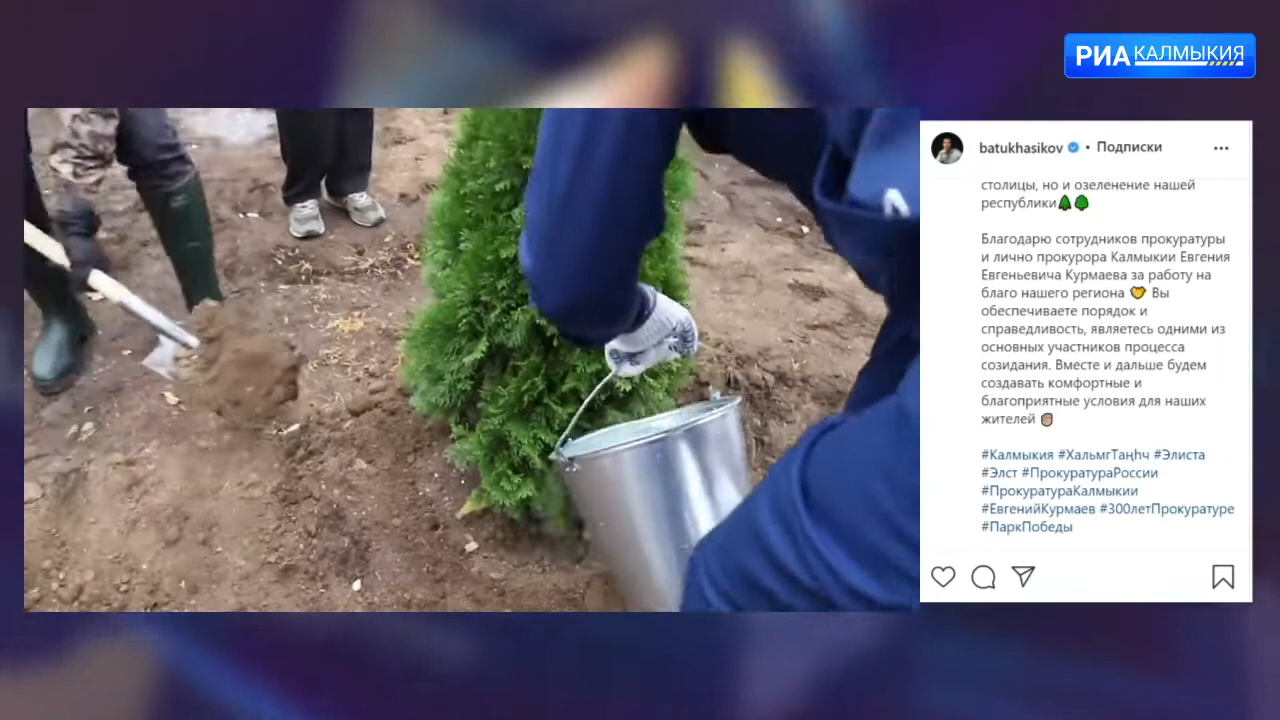 РИА КАЛМЫКИЯ
batukhasikov • Подписки
столицы, но и озеленение нашей
республики🌲🌳
Благодарю сотрудников прокуратуры
и лично прокурора Калмыкии Евгения
Евгеньевича Курмаева за работу на
благо нашего региона 🤝 Вы
обеспечиваете порядок и
справедливость, являетесь одними из
основных участников процесса
созидания. Вместе и дальше будем
создавать комфортные и
благоприятные условия для наших
жителей ✊🏼
#Калмыкия #ХальмгТаңһч #Элиста
#Элст #ПрокуратураРоссии
#ПрокуратураКалмыкии
#ЕвгенийКурмаев #300летПрокуратуре
#ПаркПобеды